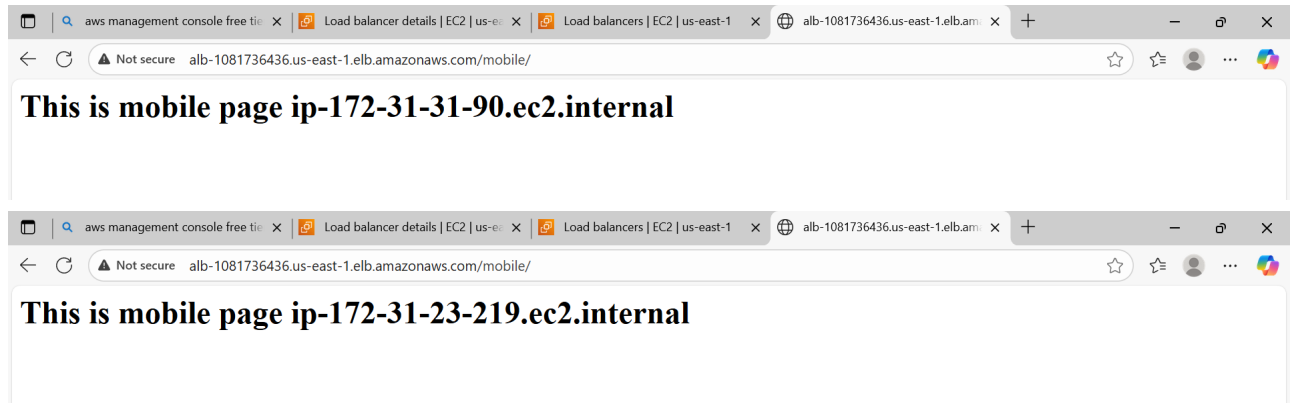 aws management console free tie
Load balancer details | EC2 | us-ea
Load balancers | EC2 | us-east-1
alb-1081736436.us-east-1.elb.am
Not secure alb-1081736436.us-east-1.elb.amazonaws.com/mobile/
This is mobile page ip-172-31-31-90.ec2.internal
aws management console free tie
Load balancer details | EC2 | us-ea
Load balancers | EC2 | us-east-1
alb-1081736436.us-east-1.elb.am
Not secure alb-1081736436.us-east-1.elb.amazonaws.com/mobile/
This is mobile page ip-172-31-23-219.ec2.internal